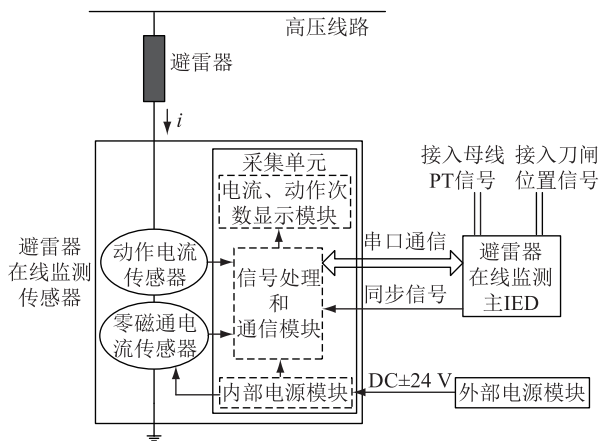 高压线路
避雷器
i
采集单元
电流、动作次
数显示模块
接入母线
PT信号
接入刀闸
位置信号
避雷器
在线监测
传感器
动作电流
传感器
信号处理
和
通信模块
串口通信
避雷器
在线监测
主IED
同步信号
零磁通电
流传感器
内部电源模块
DC±24 V
外部电源模块